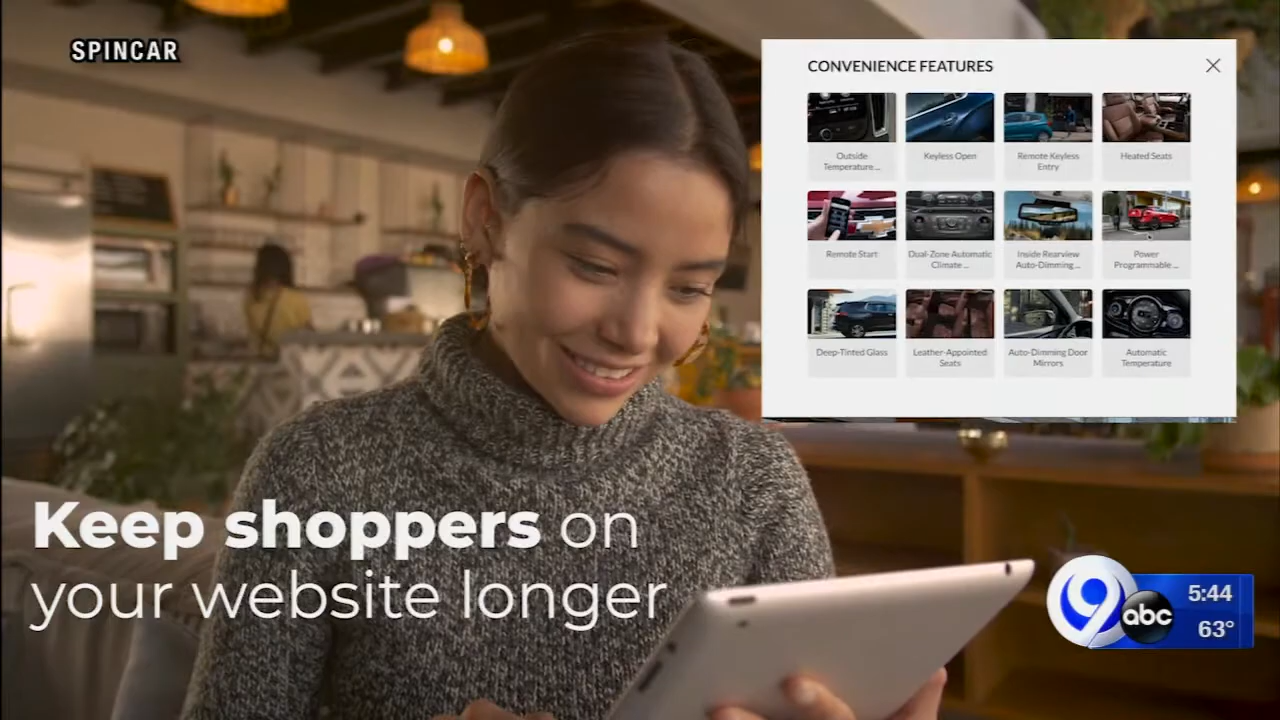 SPINCAR
CONVENIENCE FEATURES
Outside
Temperature ...
Keyless Open
Remote Keyless
Entry
Heated Seats
Remote Start
Dual-Zone Automatic
Climate ...
Inside Rearview
Auto-Dimming ...
Power
Programmable ...
Deep-Tinted Glass
Leather-Appointed
Seats
Auto-Dimming Door
Mirrors
Automatic
Temperature
Keep shoppers on
your website longer
9
abc
5:44
63°